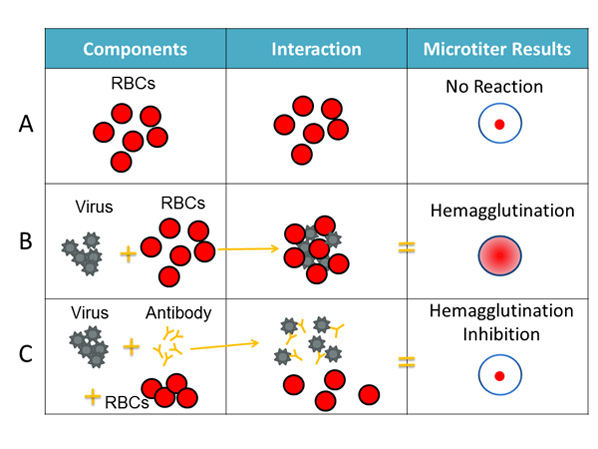 Components
Interaction
Microtiter Results
A
RBCs
No Reaction
B
Virus
RBCs
+
=
Hemagglutination
C
Virus
+
Antibody
+
RBCs
=
Hemagglutination
Inhibition